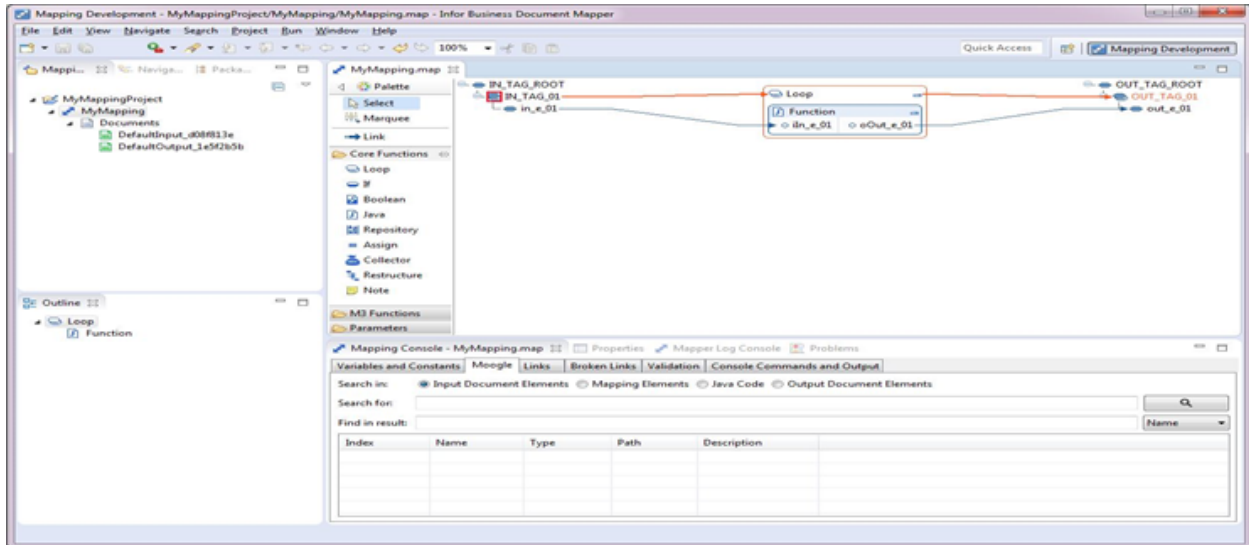 Mapping Development - MyMappingProject/MyMapping/MyMapping.map - Infor Business Document Mapper
File Edit View Navigate Search Project Run Window Help
100%
Quick Access
Mapping Development
Mappi...
Naviga...
Packa...
MyMappingProject
MyMapping
Documents
DefaultInput_d08f813e
DefaultOutput_1e5f2b5b
Outline
Loop
Function
MyMapping.map
Palette
Select
Marquee
Link
Core Functions
Loop
If
Boolean
Java
Repository
Assign
Collector
Restructure
Note
M3 Functions
Parameters
IN_TAG_ROOT
IN_TAG_01
in_e_01
Loop
Function
iIn_e_01 oOut_e_01
OUT_TAG_ROOT
OUT_TAG_01
out_e_01
Mapping Console - MyMapping.map Properties Mapper Log Console Problems
Variables and Constants Moogle Links Broken Links Validation Console Commands and Output
Search in: Input Document Elements Mapping Elements Java Code Output Document Elements
Search for:
Find in result: Name
Index Name Type Path Description